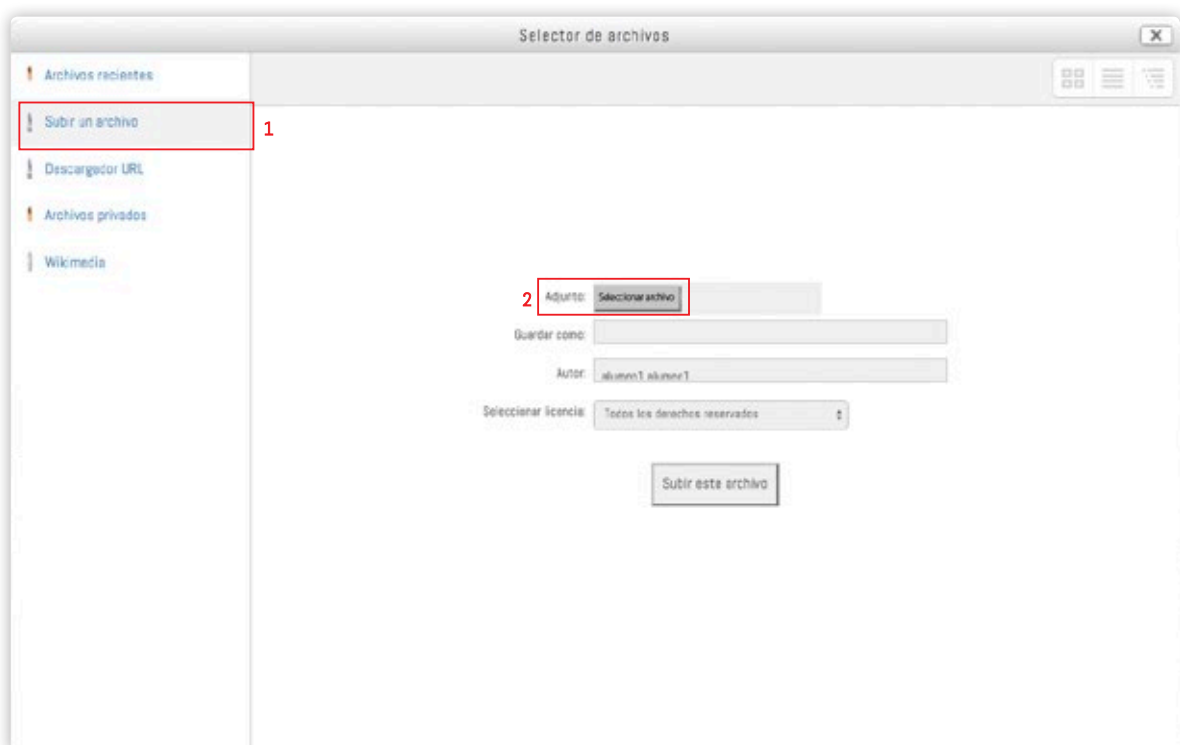 Selector de archivos
Archivos recientes
Subir un archivo
1
Descargador URL
Archivos privados
Wikimedia
2
Adjunto: Seleccionar archivo
Guardar como:
Autor: alumno1 alumno1
Seleccionar licencia: Todos los derechos reservados
Subir este archivo